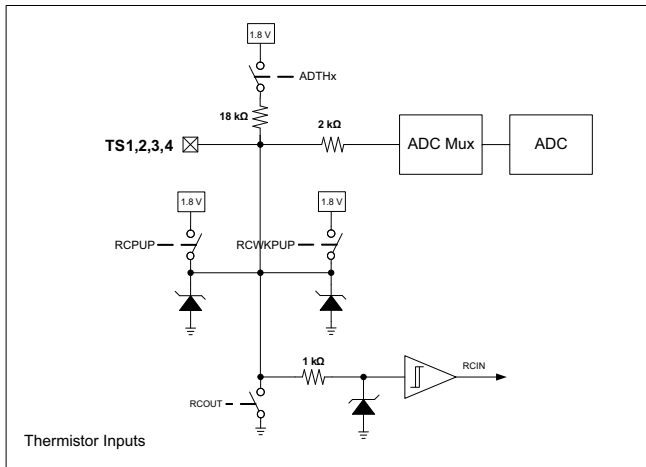 1.8 V
ADTHx
18 kΩ
2 kΩ
TS1,2,3,4
ADC Mux
ADC
1.8 V
1.8 V
RCPUP
RCWKPUP
1 kΩ
RCIN
RCOUT
Thermistor Inputs